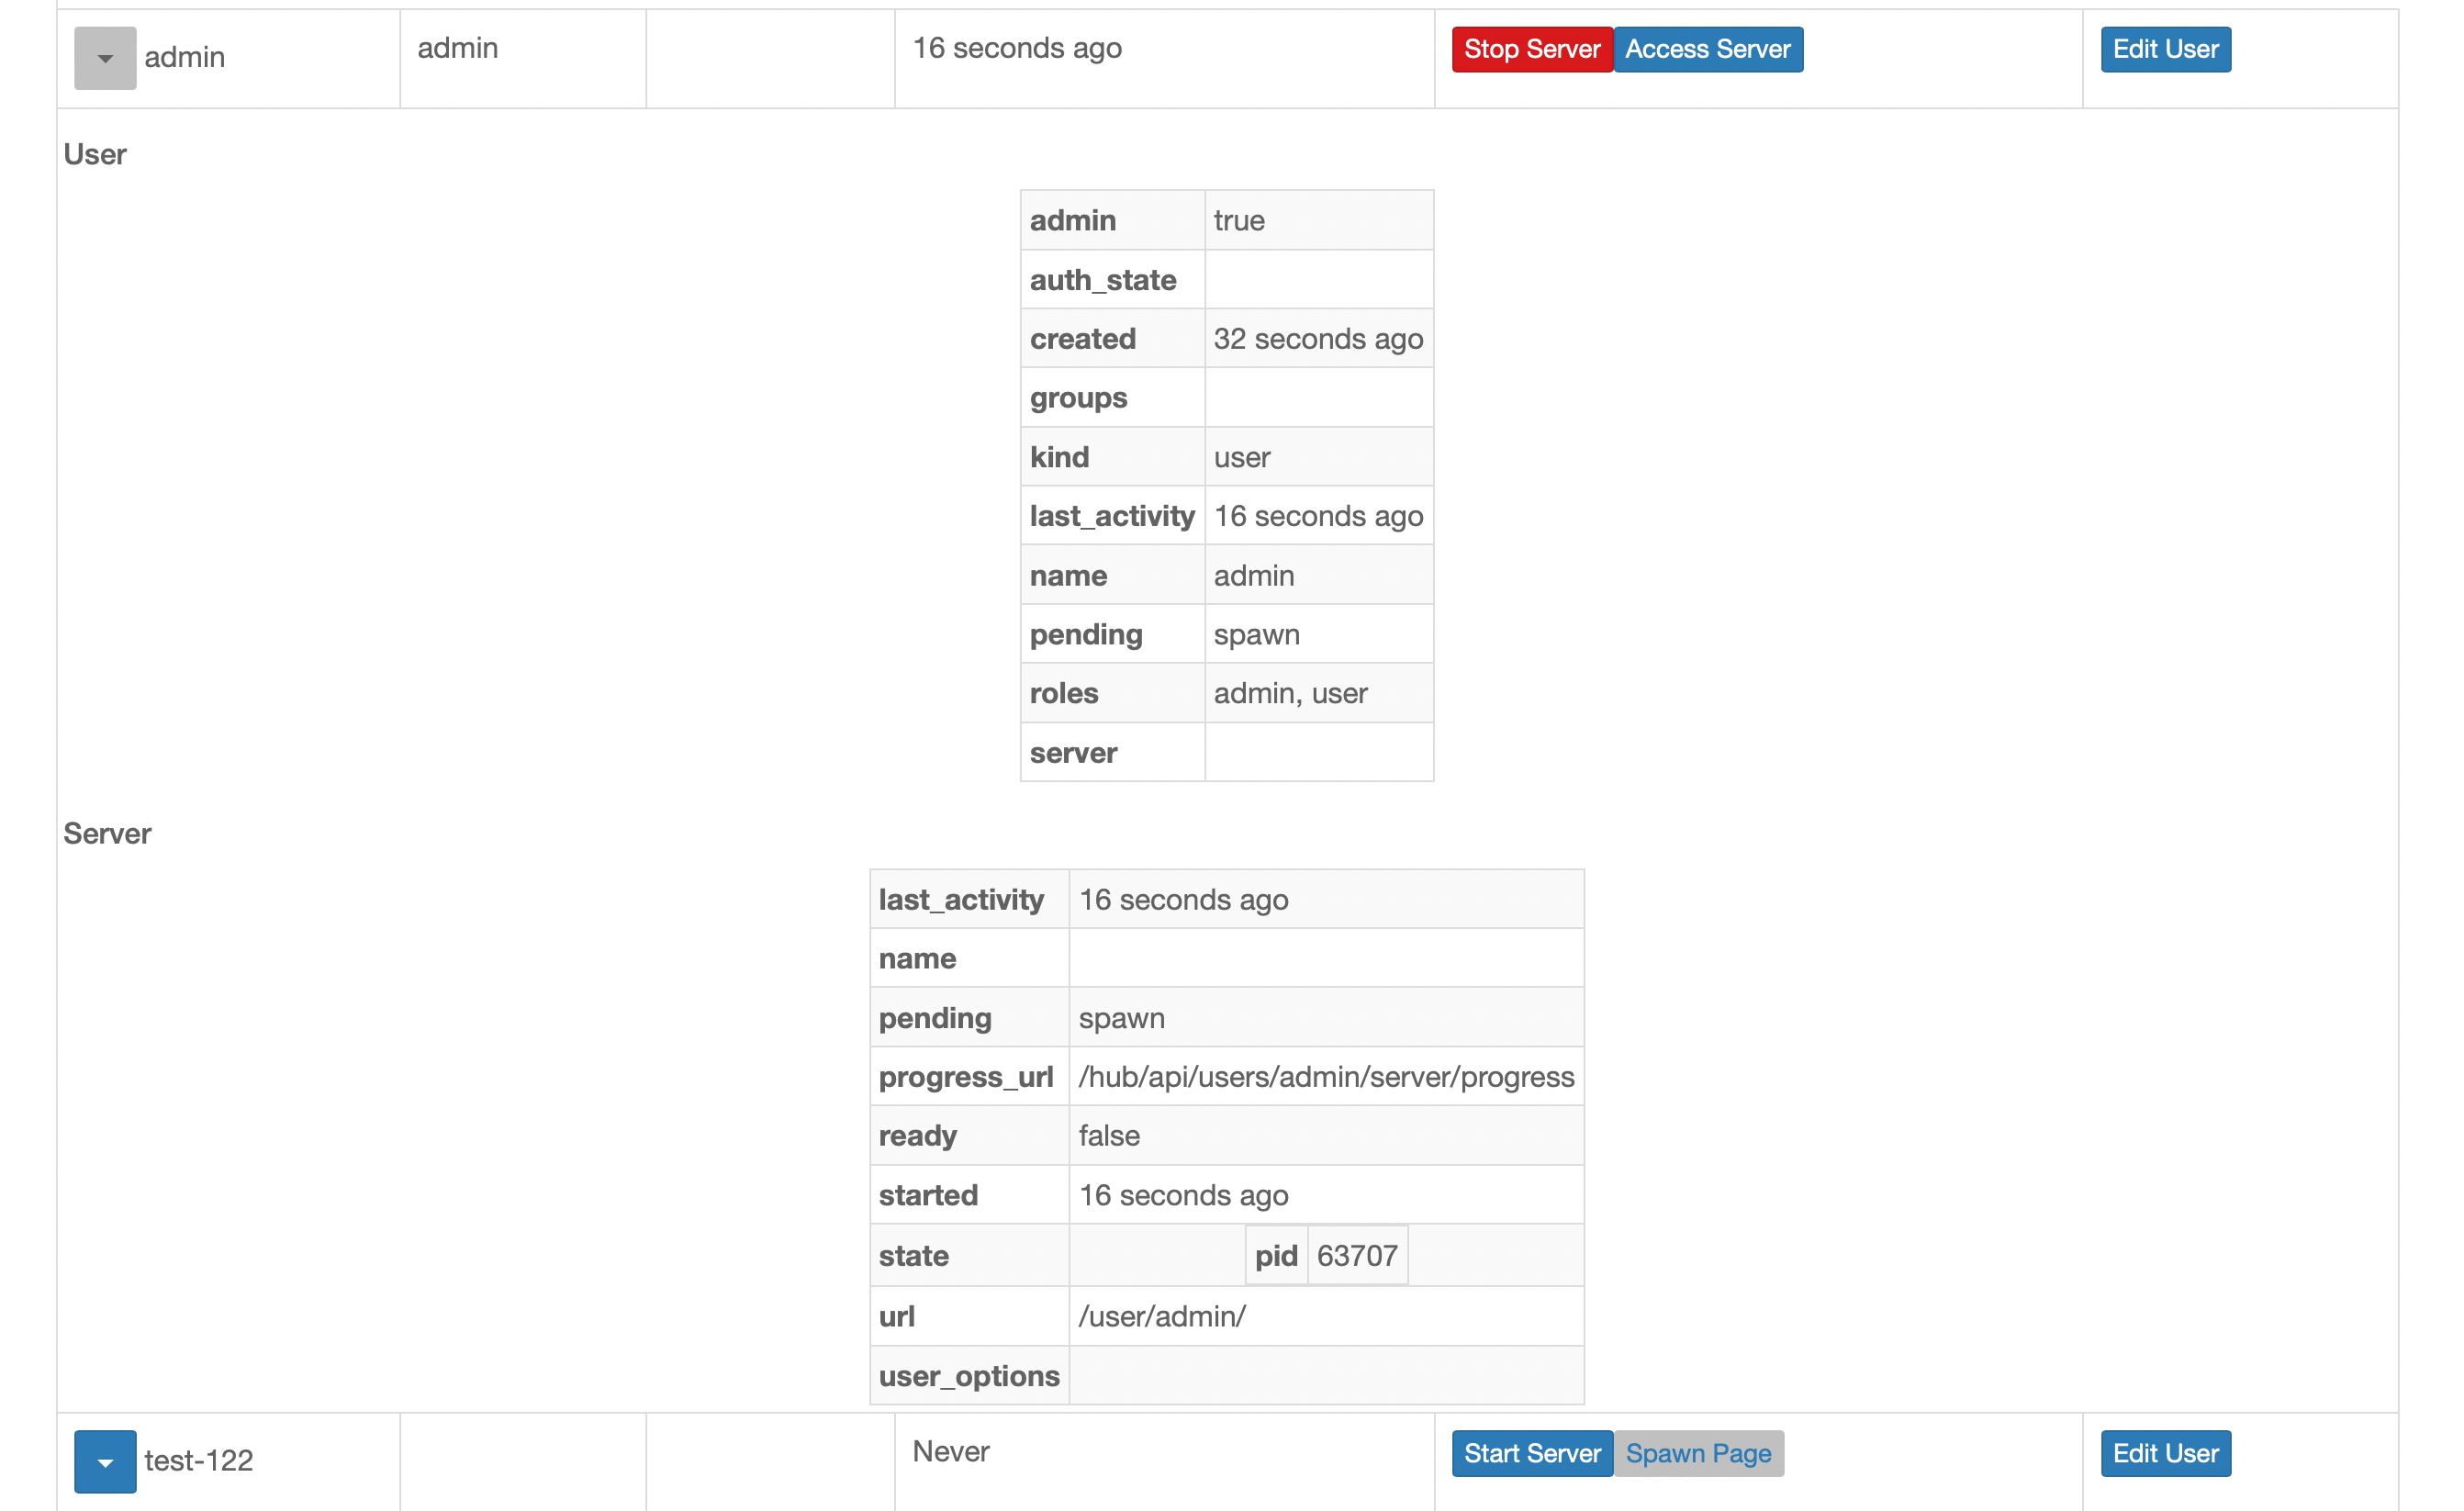 admin admin 16 seconds ago Stop Server Access Server Edit User
User
admin true
auth_state
created 32 seconds ago
groups
kind user
last_activity 16 seconds ago
name admin
pending spawn
roles admin, user
server
Server
last_activity 16 seconds ago
name
pending spawn
progress_url /hub/api/users/admin/server/progress
ready false
started 16 seconds ago
state pid 63707
url /user/admin/
user_options
test-122 Never Start Server Spawn Page Edit User